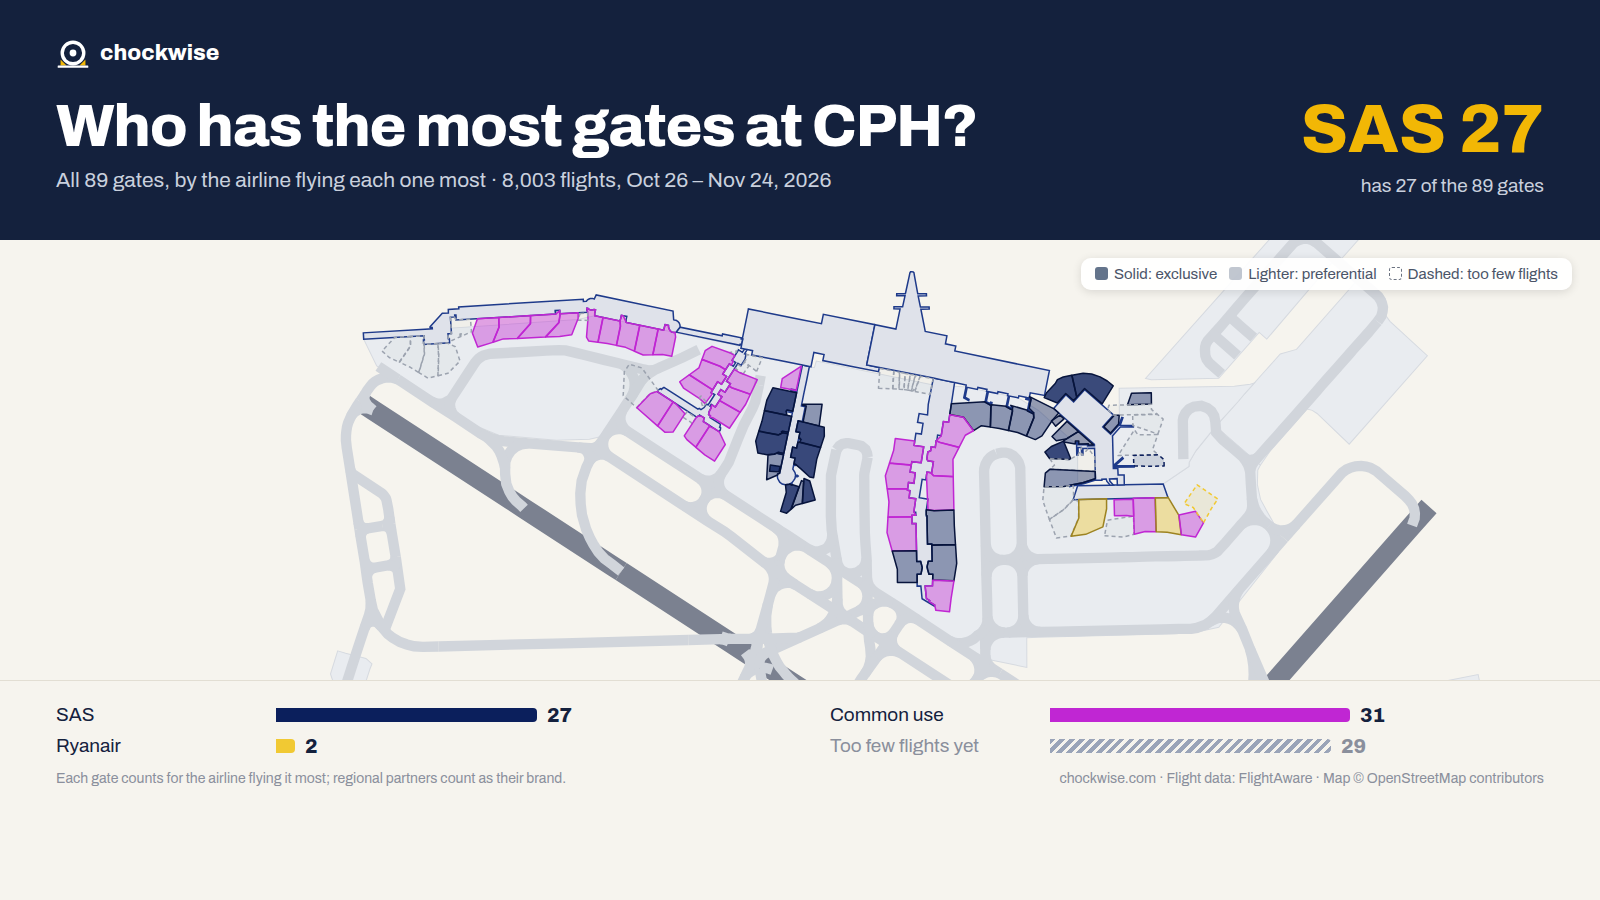 chockwise
Who has the most gates at CPH?
All 89 gates, by the airline flying each one most · 8,003 flights, Oct 26 – Nov 24, 2026
SAS 27
has 27 of the 89 gates
Solid: exclusive
Lighter: preferential
Dashed: too few flights
SAS 27
Ryanair 2
Common use 31
Too few flights yet 29
Each gate counts for the airline flying it most; regional partners count as their brand.
chockwise.com · Flight data: FlightAware · Map © OpenStreetMap contributors